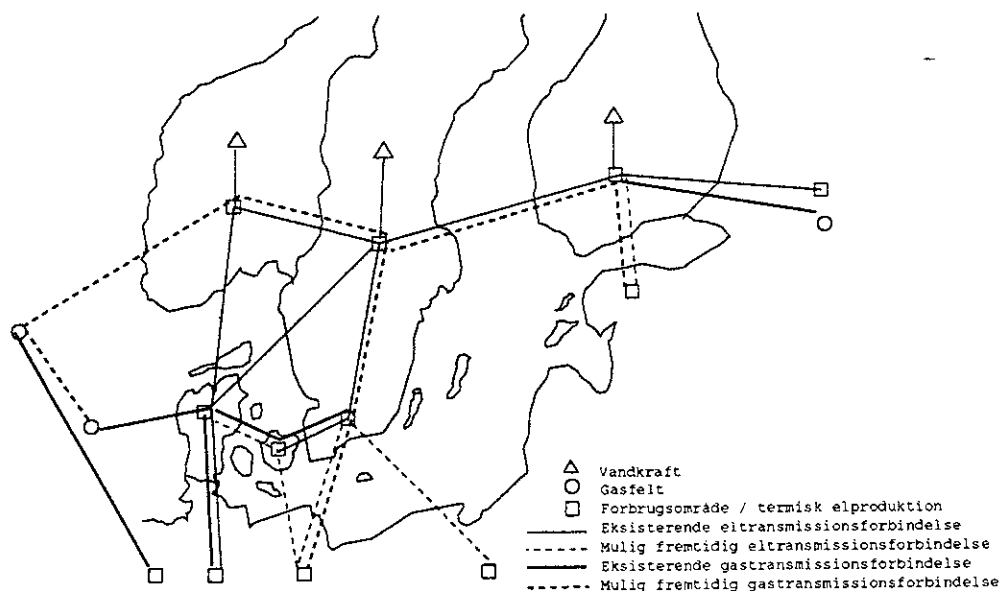 Vandkraft
Gasfelt
Forbrugsområde / termisk elproduktion
Eksisterende eltransmissionsforbindelse
Mulig fremtidig eltransmissionsforbindelse
Eksisterende gastransmissionsforbindelse
Mulig fremtidig gastransmissionsforbindelse